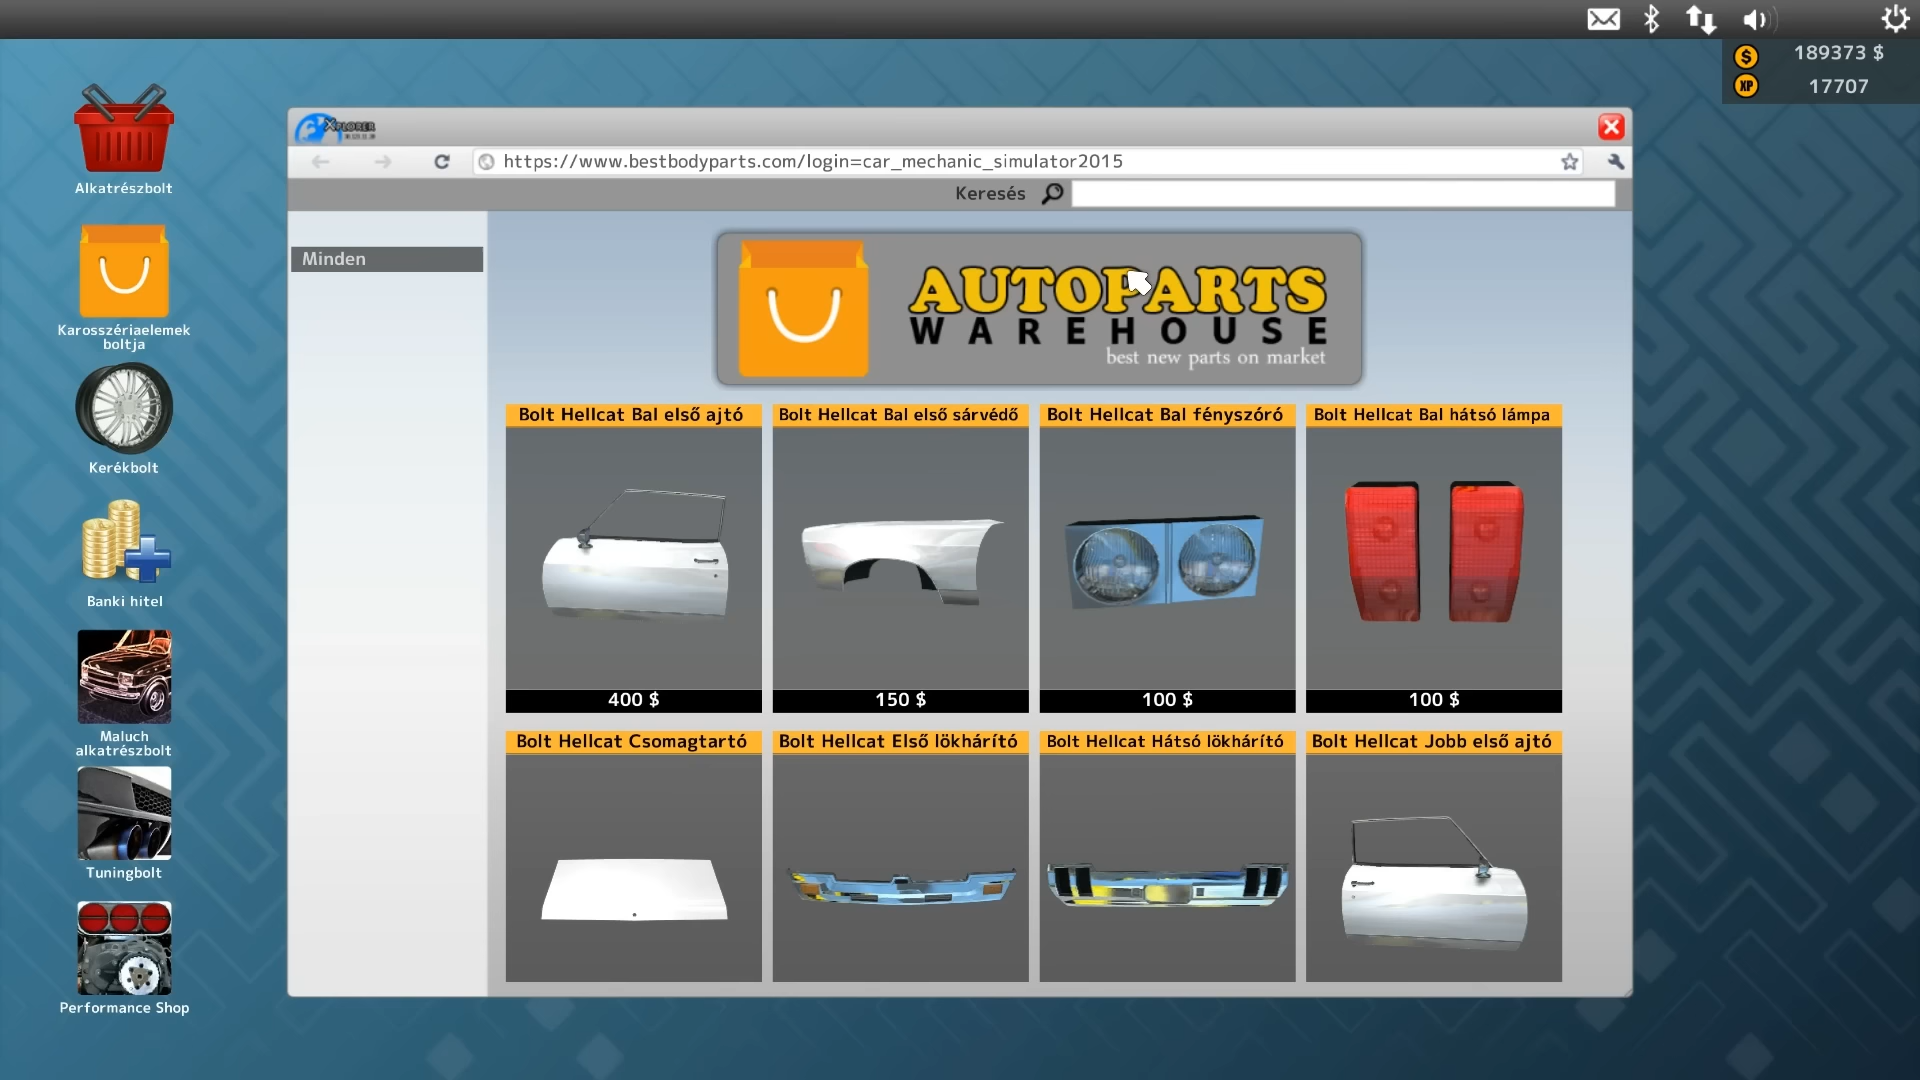 189373 $
XP
17707
Alkatrészbolt
Karosszériaelemek
boltja
Kerékbolt
Banki hitel
Maluch
alkatrészbolt
Tuningbolt
Performance Shop
XPLORER
https://www.bestbodyparts.com/login=car_mechanic_simulator2015
Keresés
Minden
AUTOPARTS
WAREHOUSE
best new parts on market
Bolt Hellcat Bal első ajtó
Bolt Hellcat Bal első sárvédő
Bolt Hellcat Bal fényszóró
Bolt Hellcat Bal hátsó lámpa
400 $
150 $
100 $
100 $
Bolt Hellcat Csomagtartó
Bolt Hellcat Első lökhárító
Bolt Hellcat Hátsó lökhárító
Bolt Hellcat Jobb első ajtó